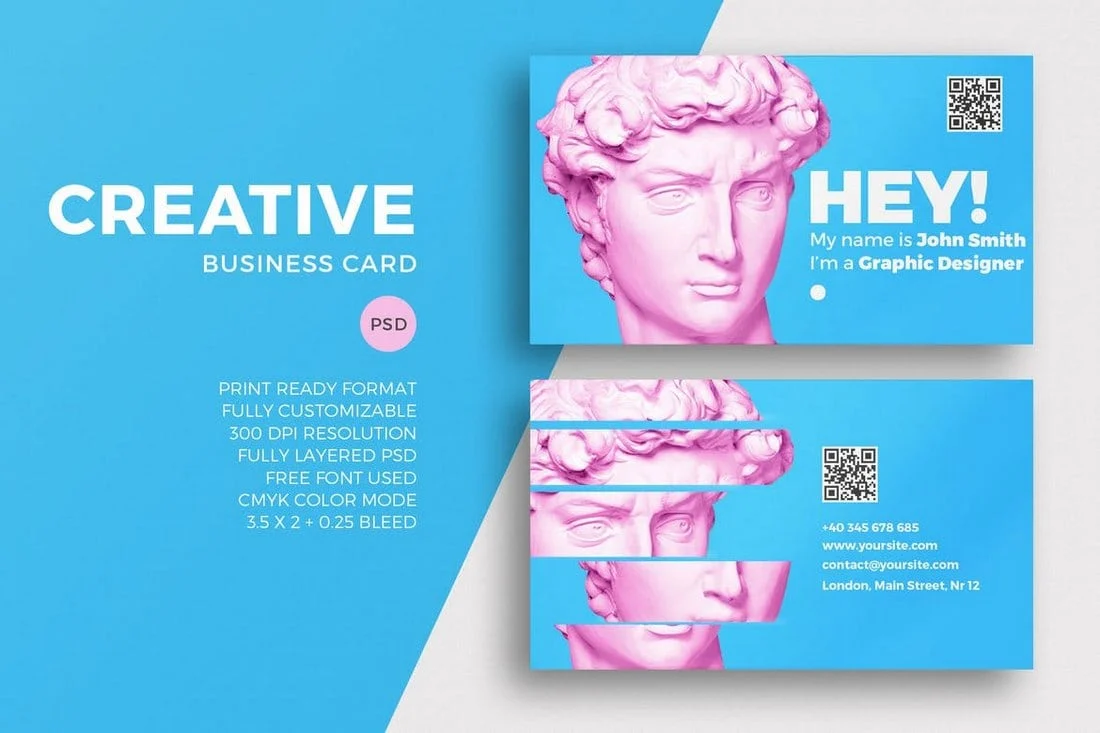 CREATIVE
BUSINESS CARD
PSD
PRINT READY FORMAT
FULLY CUSTOMIZABLE
300 DPI RESOLUTION
FULLY LAYERED PSD
FREE FONT USED
CMYK COLOR MODE
3.5 X 2 + 0.25 BLEED
HEY!
My name is John Smith
I'm a Graphic Designer
+40 345 678 685
www.yoursite.com
contact@yoursite.com
London, Main Street, Nr 12